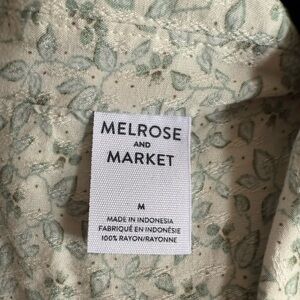 MELROSE
AND
MARKET
M
MADE IN INDONESIA
FABRIQUÉ EN INDONÉSIE
100% RAYON/RAYONNE